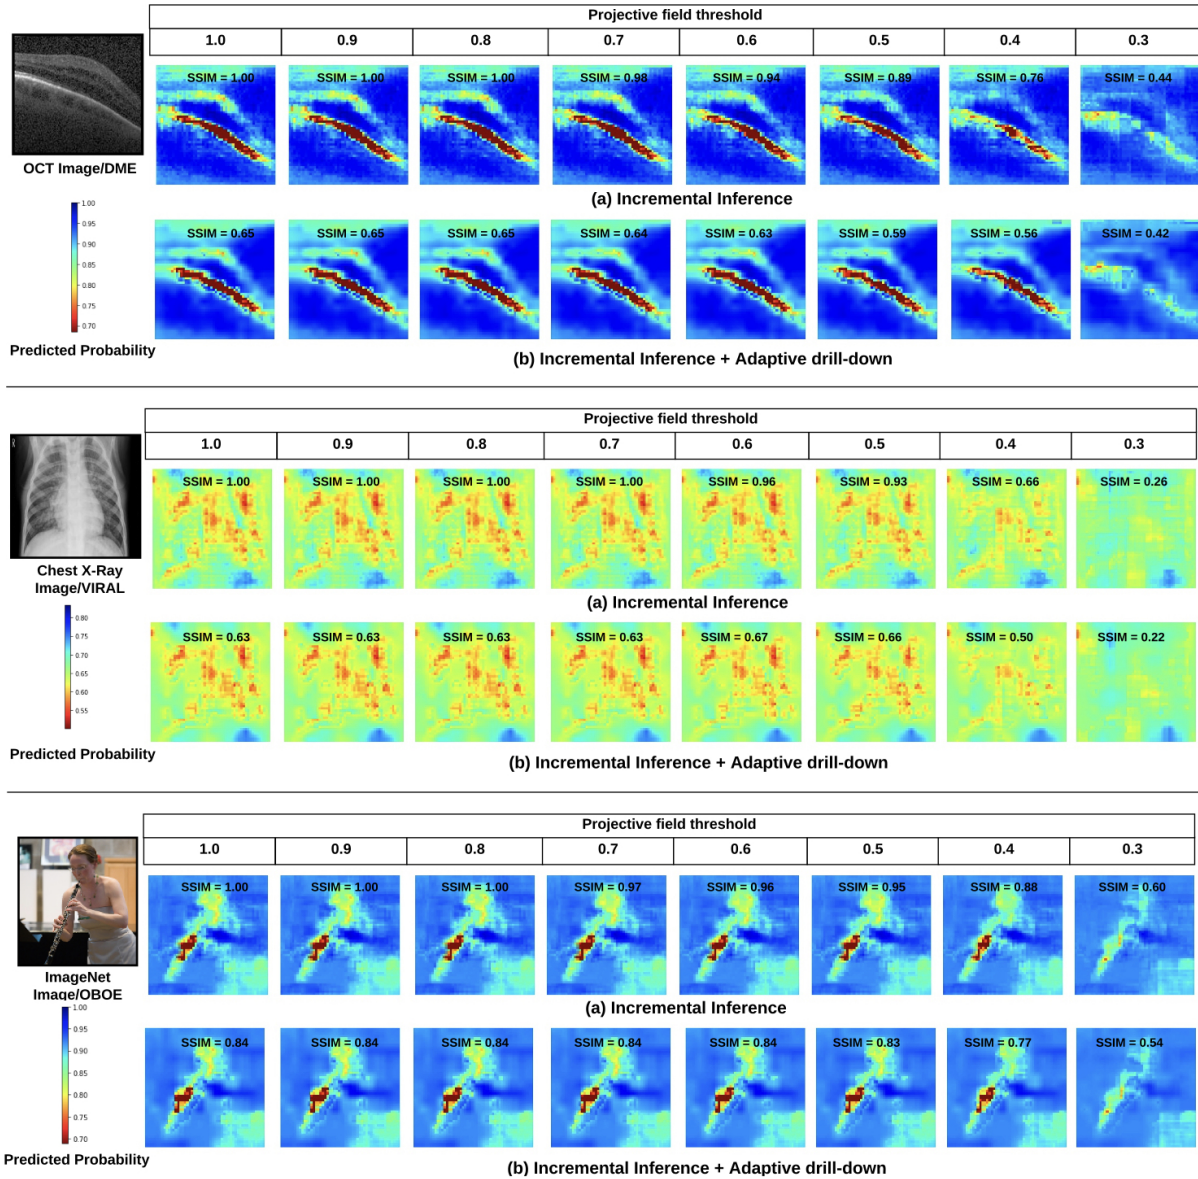 Projective field threshold
1.0 0.9 0.8 0.7 0.6 0.5 0.4 0.3
SSIM = 1.00 SSIM = 1.00 SSIM = 1.00 SSIM = 0.98 SSIM = 0.94 SSIM = 0.89 SSIM = 0.76 SSIM = 0.44
OCT Image/DME
(a) Incremental Inference
1.00
0.95
0.90
0.85
0.80
0.75
0.70
Predicted Probability
SSIM = 0.65 SSIM = 0.65 SSIM = 0.65 SSIM = 0.64 SSIM = 0.63 SSIM = 0.59 SSIM = 0.56 SSIM = 0.42
(b) Incremental Inference + Adaptive drill-down
Projective field threshold
1.0 0.9 0.8 0.7 0.6 0.5 0.4 0.3
SSIM = 1.00 SSIM = 1.00 SSIM = 1.00 SSIM = 1.00 SSIM = 0.96 SSIM = 0.93 SSIM = 0.66 SSIM = 0.26
Chest X-Ray
Image/VIRAL
(a) Incremental Inference
0.80
0.75
0.70
0.65
0.60
0.55
Predicted Probability
SSIM = 0.63 SSIM = 0.63 SSIM = 0.63 SSIM = 0.63 SSIM = 0.67 SSIM = 0.66 SSIM = 0.50 SSIM = 0.22
(b) Incremental Inference + Adaptive drill-down
Projective field threshold
1.0 0.9 0.8 0.7 0.6 0.5 0.4 0.3
SSIM = 1.00 SSIM = 1.00 SSIM = 1.00 SSIM = 0.97 SSIM = 0.96 SSIM = 0.95 SSIM = 0.88 SSIM = 0.60
ImageNet
Image/OBOE
(a) Incremental Inference
1.00
0.95
0.90
0.85
0.80
0.75
0.70
Predicted Probability
SSIM = 0.84 SSIM = 0.84 SSIM = 0.84 SSIM = 0.84 SSIM = 0.84 SSIM = 0.83 SSIM = 0.77 SSIM = 0.54
(b) Incremental Inference + Adaptive drill-down